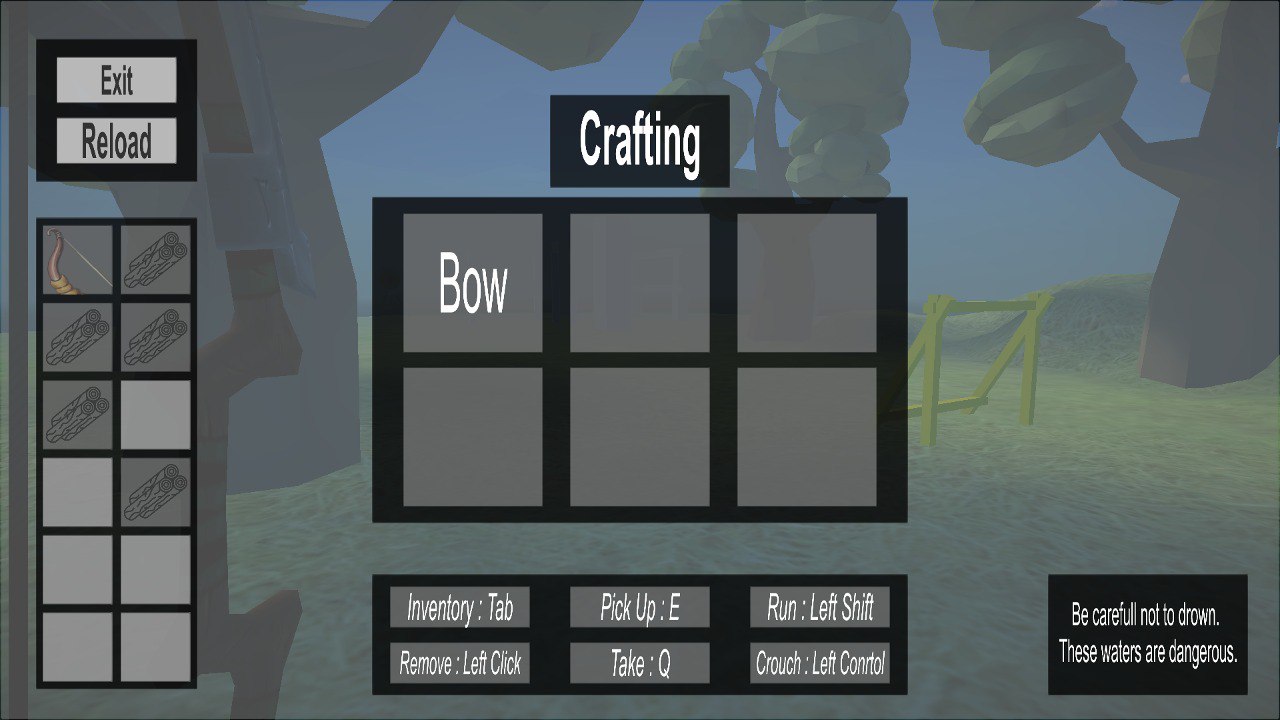 Exit
Reload
Crafting
Bow
Inventory : Tab
Pick Up : E
Run : Left Shift
Remove : Left Click
Take : Q
Crouch : Left Conrtol
Be carefull not to drown.
These waters are dangerous.